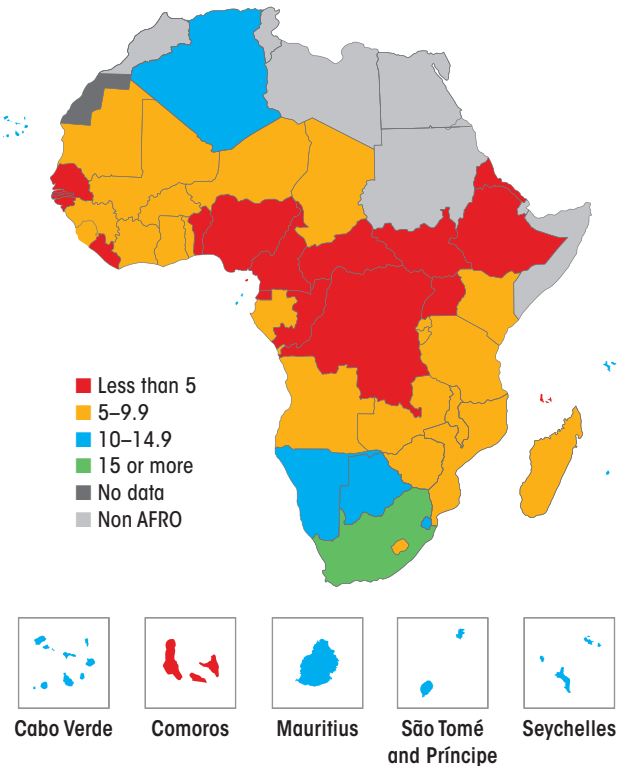 Less than 5
5–9.9
10–14.9
15 or more
No data
Non AFRO
Cabo Verde
Comoros
Mauritius
São Tomé
and Príncipe
Seychelles